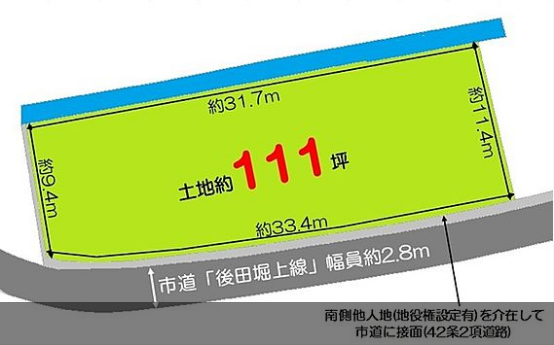 約31.7m
約11.4m
約9.4m
土地約111坪
約33.4m
市道「後田堀上線」幅員約2.8m
南側他人地(地役権設定有)を介在して
市道に接面(42条2項道路)